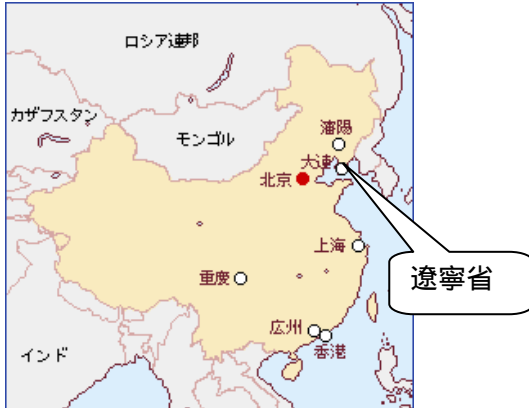 ロシア連邦
カザフスタン
モンゴル
瀋陽
大連
北京
上海
遼寧省
重慶
広州
香港
インド